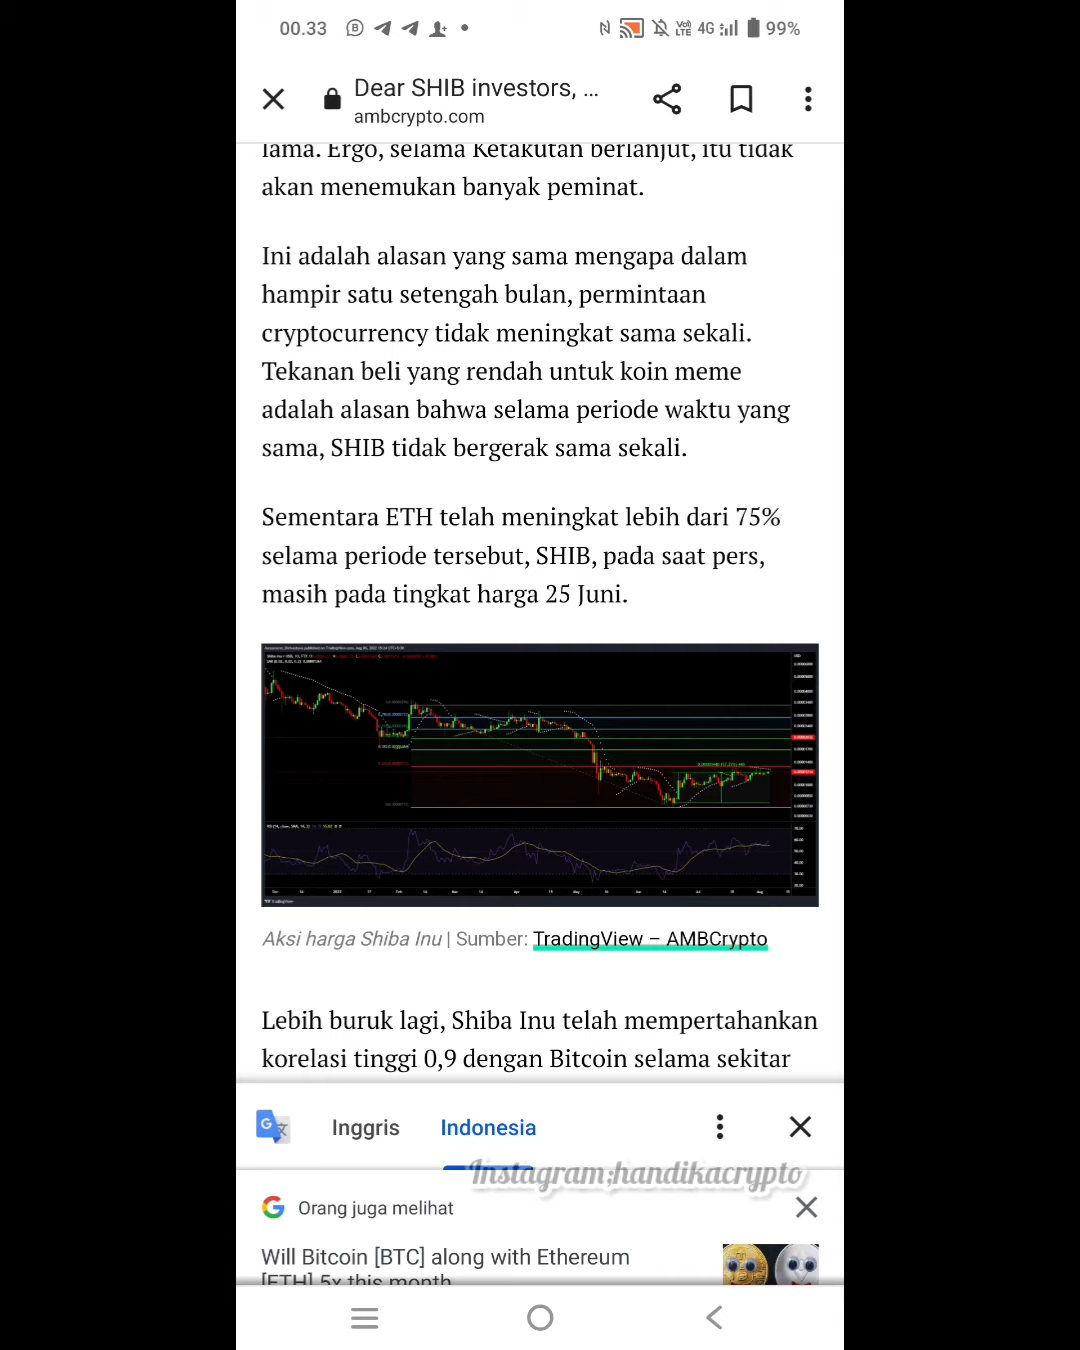 00.33
4G
99%
Dear SHIB investors, ...
ambcrypto.com
lama. Ergo, selama Ketakutan berlanjut, itu tidak
akan menemukan banyak peminat.
Ini adalah alasan yang sama mengapa dalam
hampir satu setengah bulan, permintaan
cryptocurrency tidak meningkat sama sekali.
Tekanan beli yang rendah untuk koin meme
adalah alasan bahwa selama periode waktu yang
sama, SHIB tidak bergerak sama sekali.
Sementara ETH telah meningkat lebih dari 75%
selama periode tersebut, SHIB, pada saat pers,
masih pada tingkat harga 25 Juni.
Aksi harga Shiba Inu | Sumber: TradingView – AMBCrypto
Lebih buruk lagi, Shiba Inu telah mempertahankan
korelasi tinggi 0,9 dengan Bitcoin selama sekitar
Inggris
Indonesia
Instagram;handikacrypto
Orang juga melihat
Will Bitcoin [BTC] along with Ethereum
[ETH] 5x this month